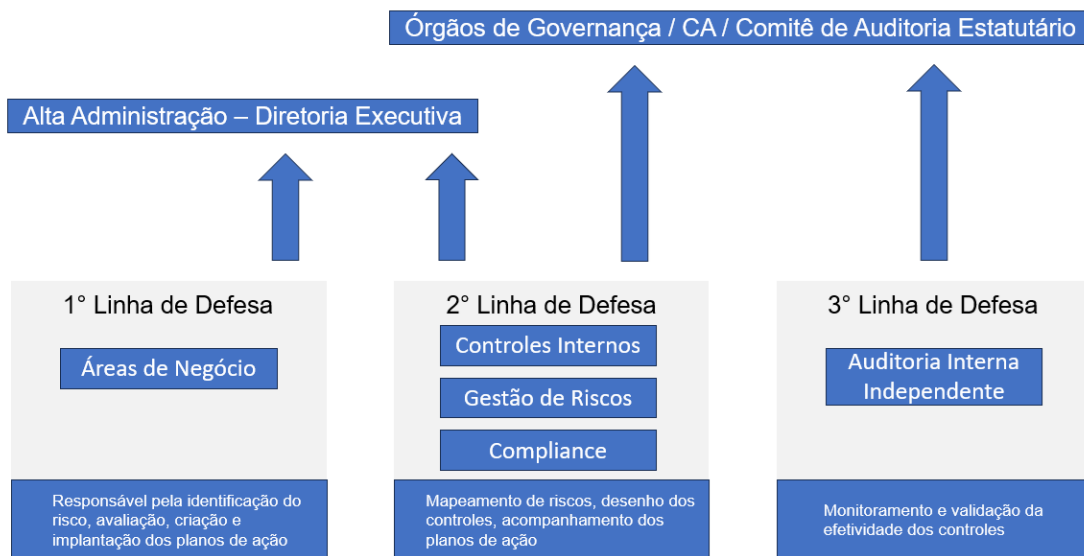 Órgãos de Governança / CA / Comitê de Auditoria Estatutário
Alta Administração – Diretoria Executiva
1° Linha de Defesa
Áreas de Negócio
Responsável pela identificação do
risco, avaliação, criação e
implantação dos planos de ação
2° Linha de Defesa
Controles Internos
Gestão de Riscos
Compliance
Mapeamento de riscos, desenho dos
controles, acompanhamento dos
planos de ação
3° Linha de Defesa
Auditoria Interna
Independente
Monitoramento e validação da
efetividade dos controles